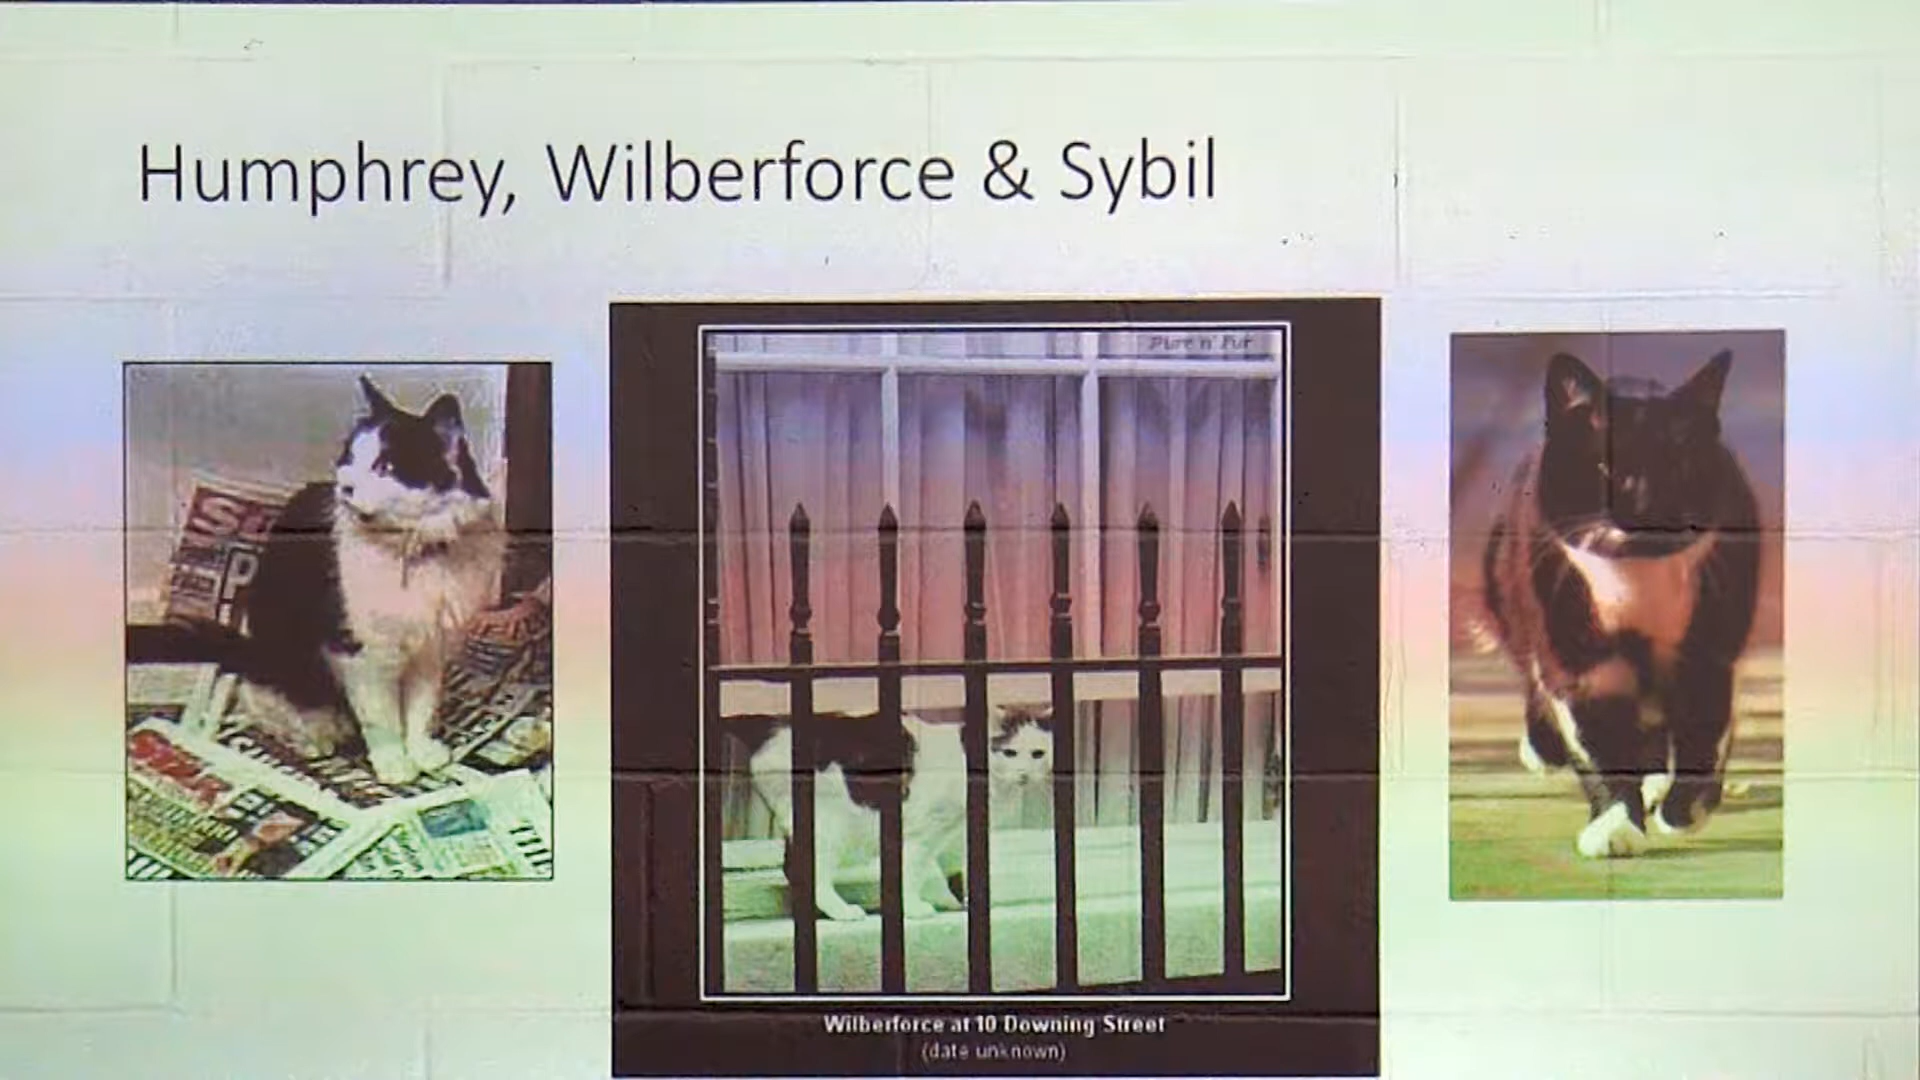 Humphrey, Wilberforce & Sybil
Pure n' Fur
Wilberforce at 10 Downing Street
(date unknown)